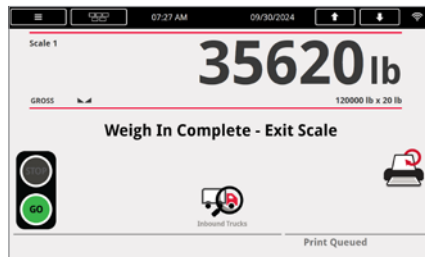 07:27 AM 09/30/2024
Scale 1
35620 lb
GROSS 120000 lb x 20 lb
Weigh In Complete - Exit Scale
STOP
GO
Inbound Trucks
Print Queued